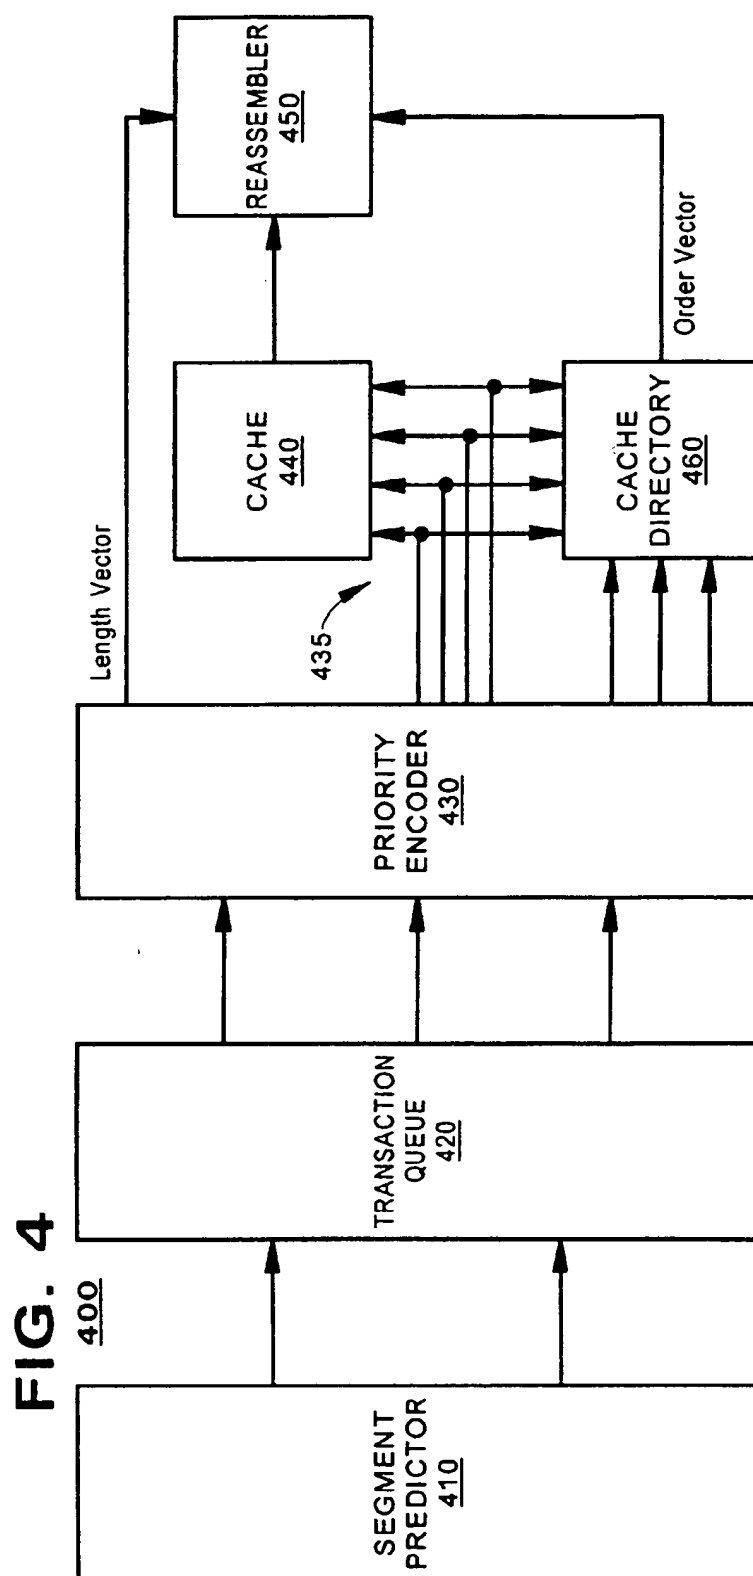 FIG. 4
400
SEGMENT
PREDICTOR
410
TRANSACTION
QUEUE
420
PRIORITY
ENCODER
430
Length Vector
435
CACHE
440
CACHE
DIRECTORY
460
Order Vector
REASSEMBLER
450